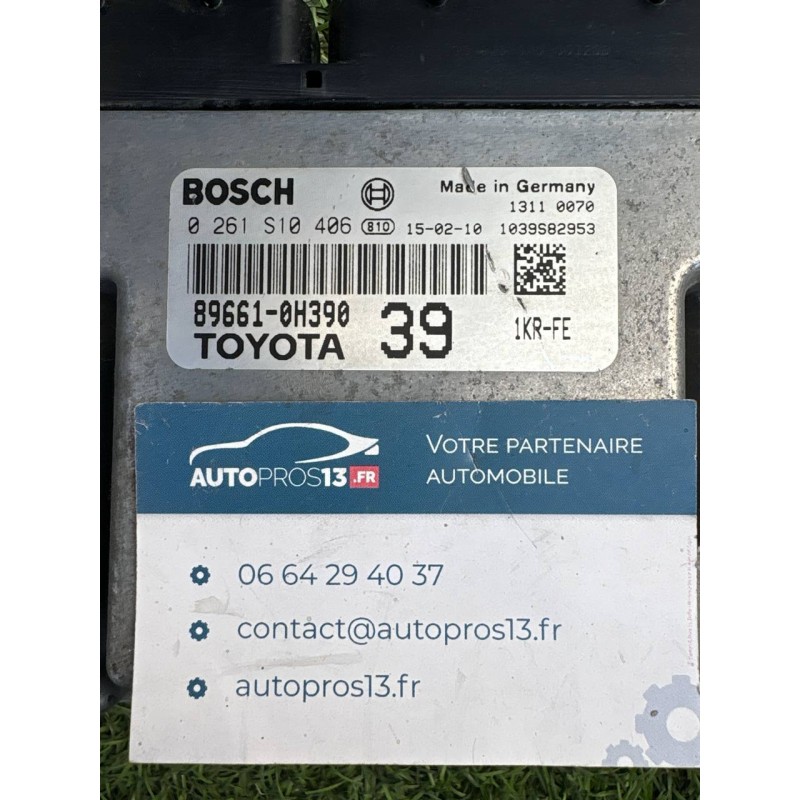 BOSCH
Made in Germany
1311 0070
0 261 S10 406 810 15-02-10 1039S82953
89661-0H390
TOYOTA
39
1KR-FE
AUTOPROS13.FR
VOTRE PARTENAIRE
AUTOMOBILE
06 64 29 40 37
contact@autopros13.fr
autopros13.fr